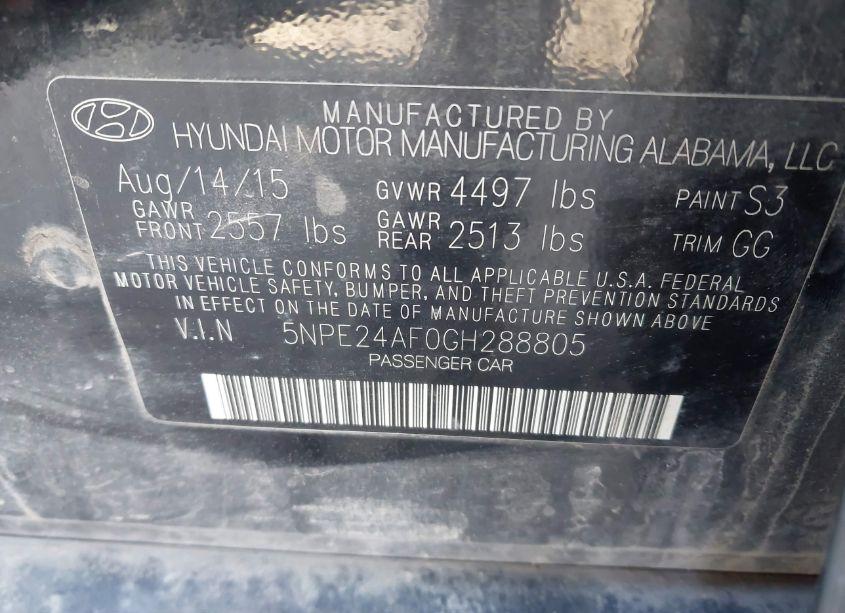 MANUFACTURED BY
HYUNDAI MOTOR MANUFACTURING ALABAMA, LLC
Aug/14/15 GVWR 4497 lbs PAINT S3
GAWR FRONT 2557 lbs GAWR REAR 2513 lbs TRIM GG
THIS VEHICLE CONFORMS TO ALL APPLICABLE U.S.A. FEDERAL
MOTOR VEHICLE SAFETY, BUMPER, AND THEFT PREVENTION STANDARDS
IN EFFECT ON THE DATE OF MANUFACTURE SHOWN ABOVE
V.I.N 5NPE24AF0GH288805
PASSENGER CAR